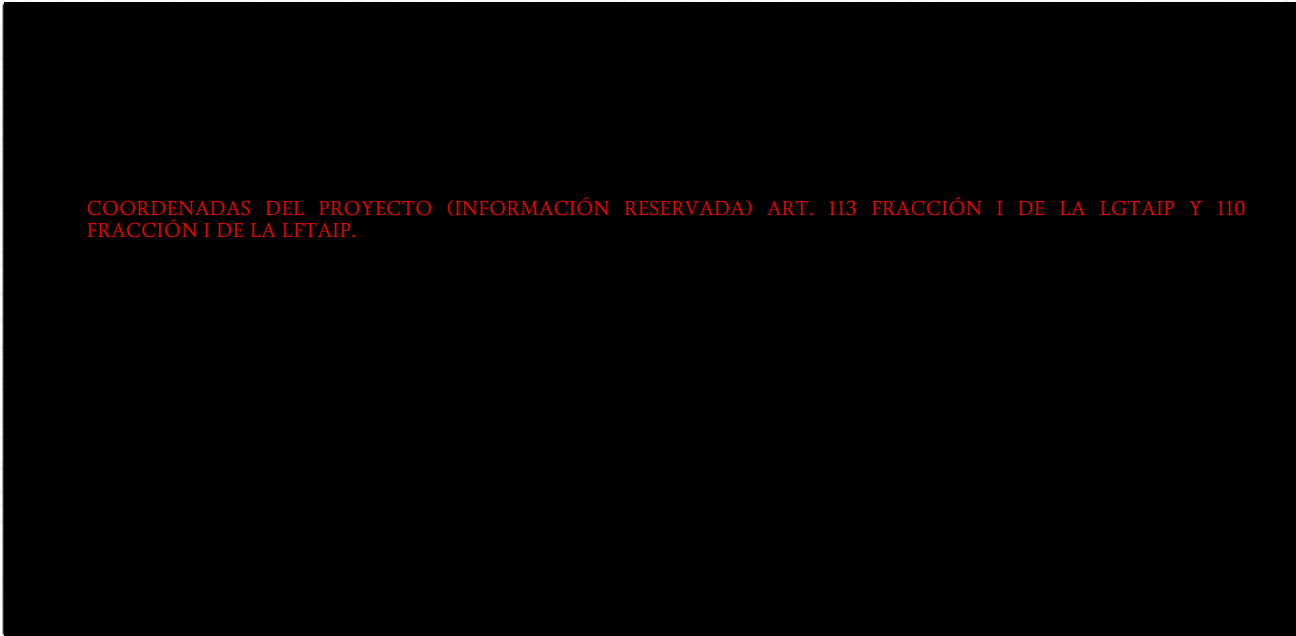 COORDENADAS DEL PROYECTO (INFORMACIÓN RESERVADA) ART. 113 FRACCIÓN I DE LA LGTAIP Y 110
FRACCIÓN I DE LA LFTAIP.